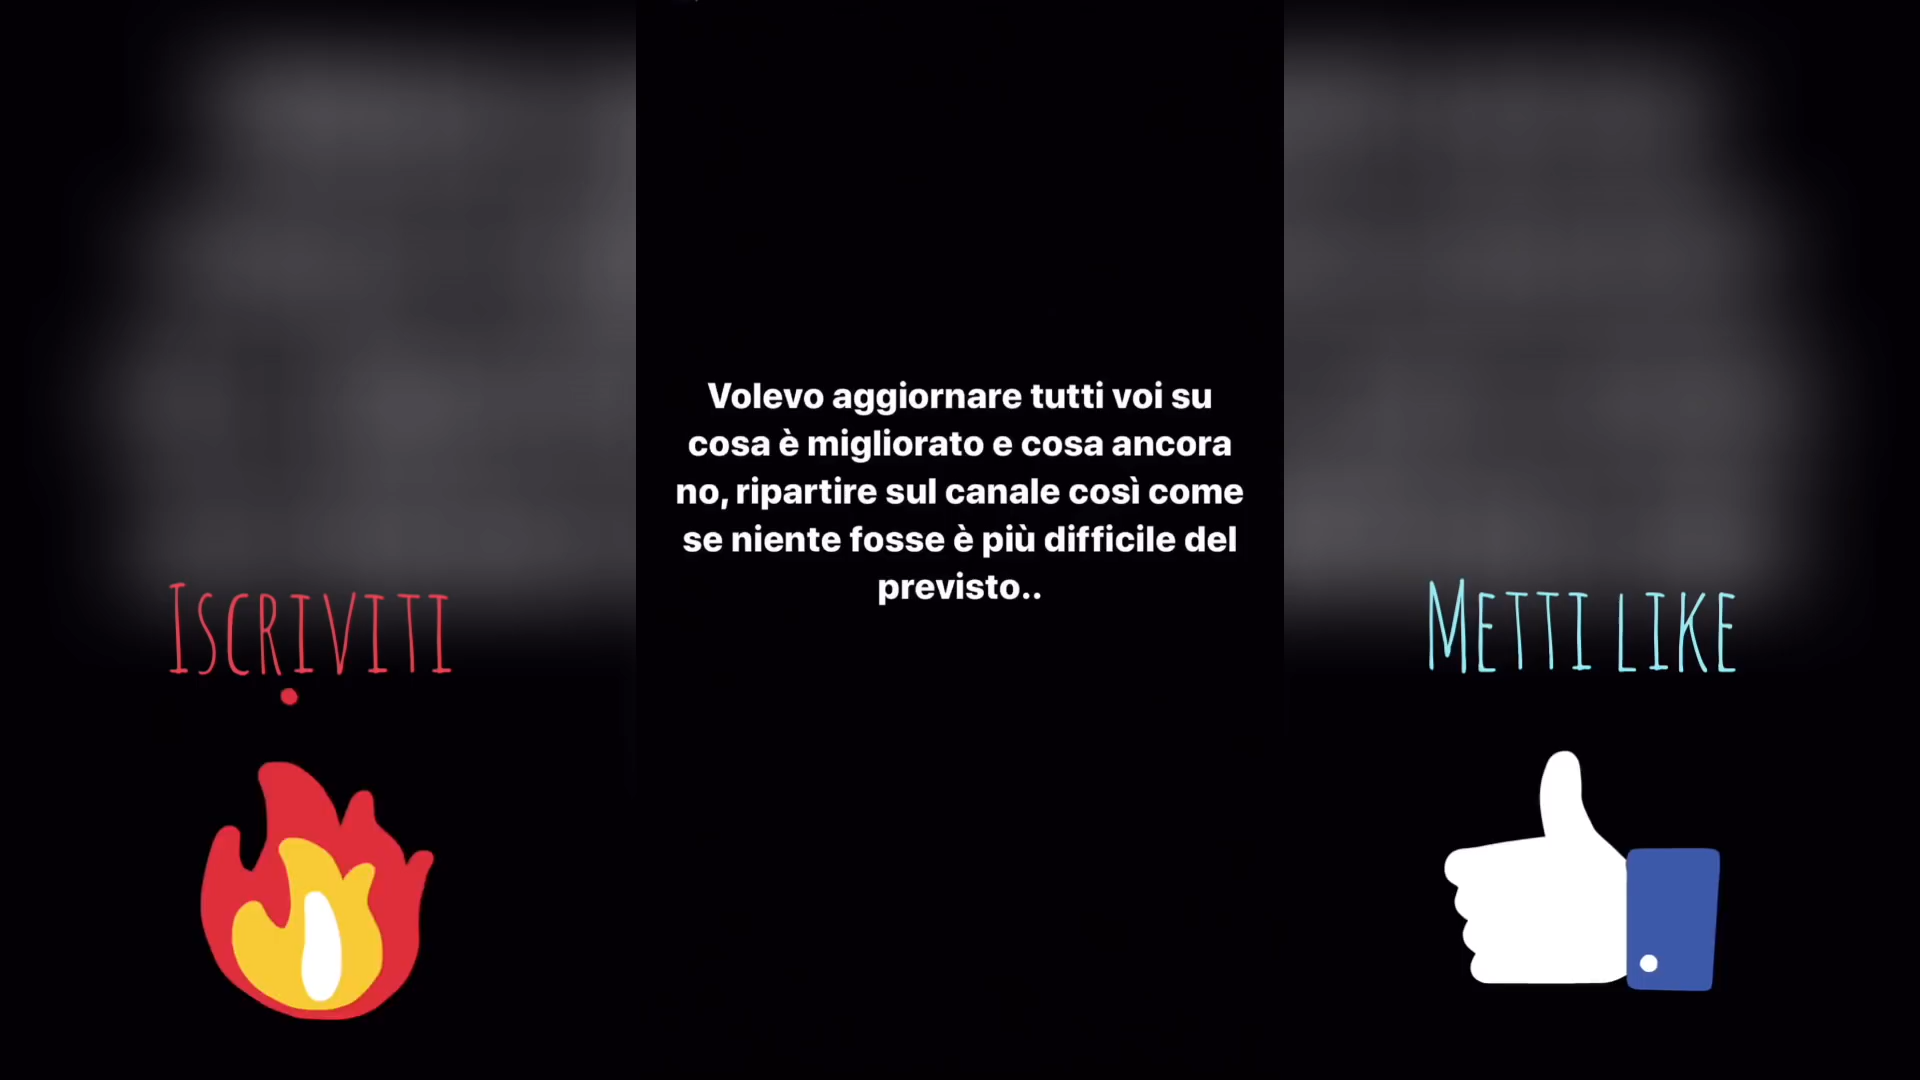 Volevo aggiornare tutti voi su
cosa è migliorato e cosa ancora
no, ripartire sul canale così come
se niente fosse è più difficile del
previsto..
Iscriviti
Metti like